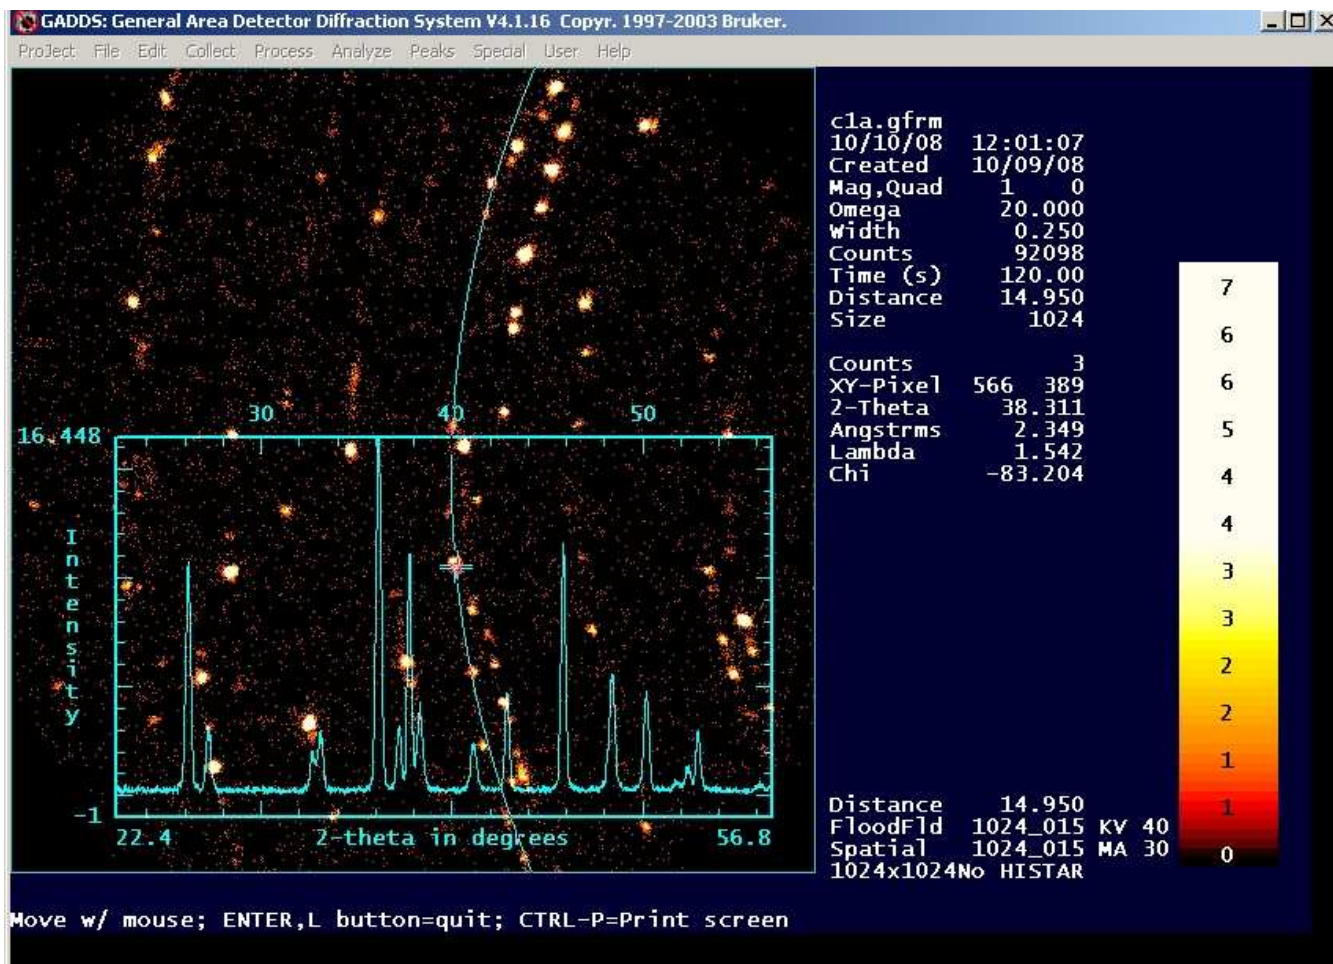 GADDS: General Area Detector Diffraction System V4.1.16 Copyr. 1997-2003 Bruker.
ProJect File Edit Collect Process Analyze Peaks Special User Help
c1a.gfrm
10/10/08 12:01:07
Created 10/09/08
Mag,Quad 1 0
Omega 20.000
Width 0.250
Counts 92098
Time (s) 120.00
Distance 14.950
Size 1024
Counts 3
XY-Pixel 566 389
2-Theta 38.311
Angstrms 2.349
Lambda 1.542
Chi -83.204
7
6
6
5
4
4
3
3
2
2
1
1
0
30 40 50
16.448
Intensity
-1
22.4 2-theta in degrees 56.8
Distance 14.950
FloodFld 1024_015 KV 40
Spatial 1024_015 MA 30
1024x1024No HISTAR
Move w/ mouse; ENTER,L button=quit; CTRL-P=Print screen